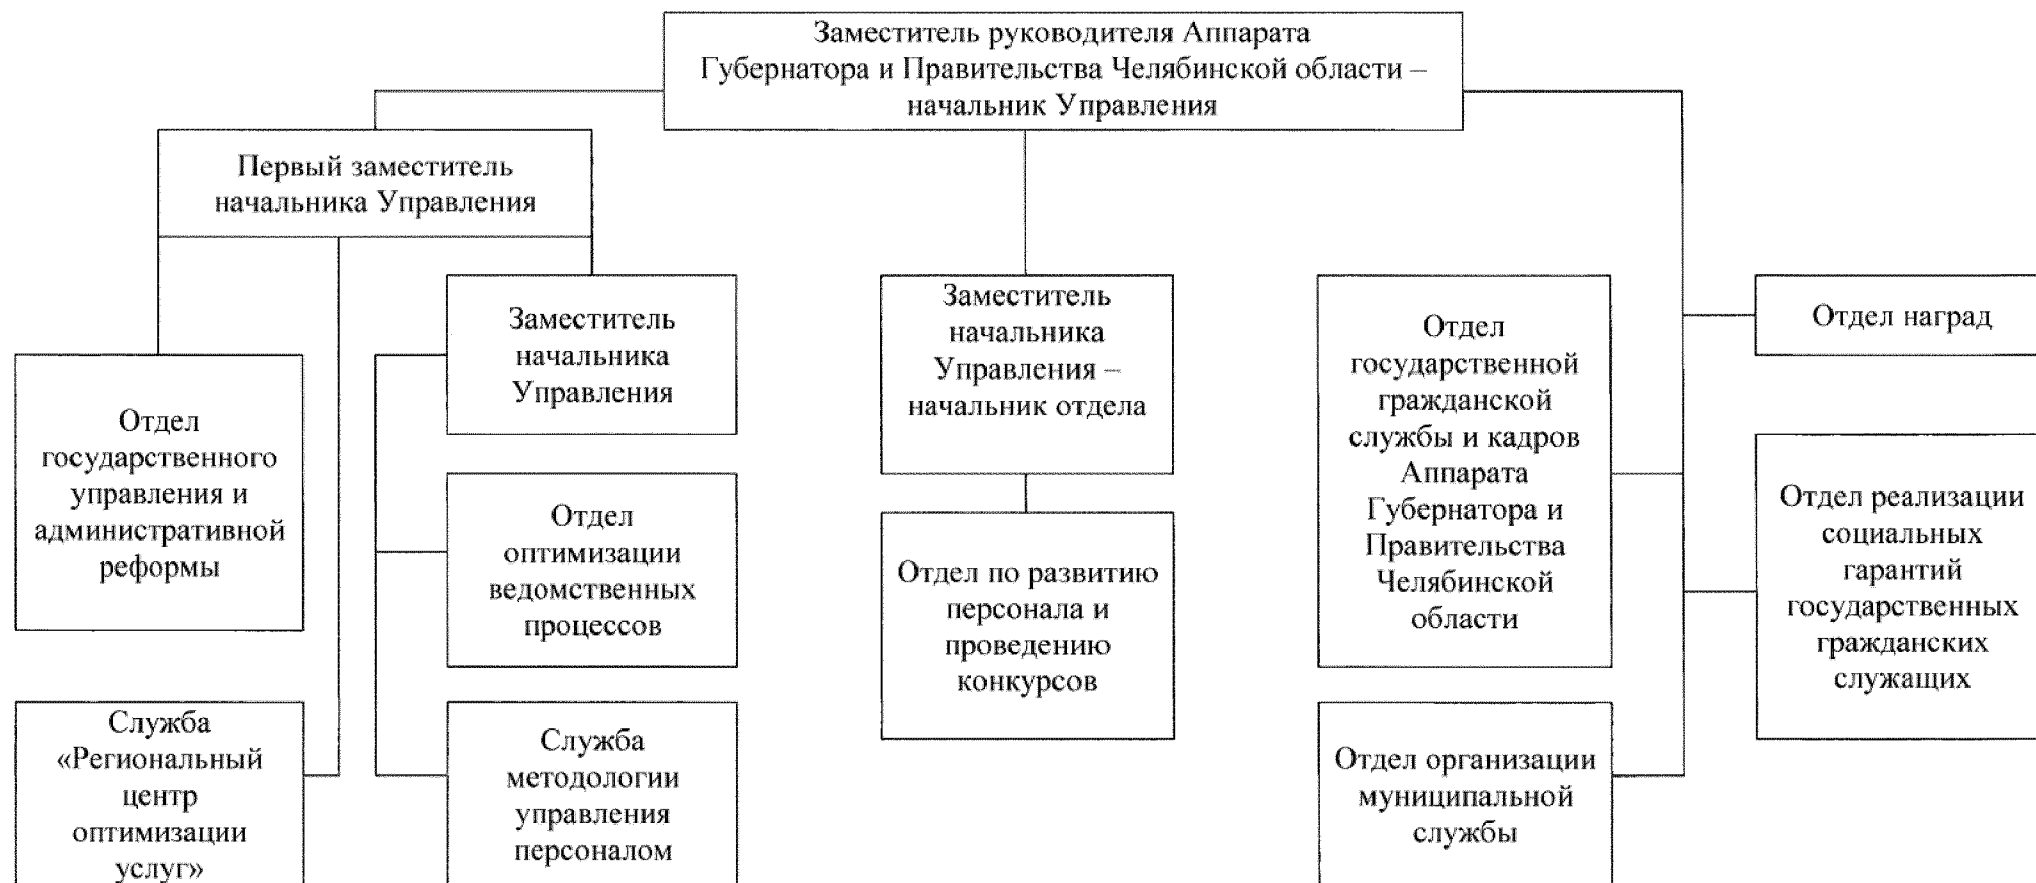 Заместитель руководителя Аппарата
Губернатора и Правительства Челябинской области –
начальник Управления
Первый заместитель
начальника Управления
Заместитель
начальника
Управления
Заместитель
начальника
Управления –
начальник отдела
Отдел
государственной
гражданской
службы и кадров
Аппарата
Губернатора и
Правительства
Челябинской
области
Отдел наград
Отдел
государственного
управления и
административной
реформы
Отдел
оптимизации
ведомственных
процессов
Отдел по развитию
персонала и
проведению
конкурсов
Отдел реализации
социальных
гарантий
государственных
гражданских
служащих
Служба
«Региональный
центр
оптимизации
услуг»
Служба
методологии
управления
персоналом
Отдел организации
муниципальной
службы